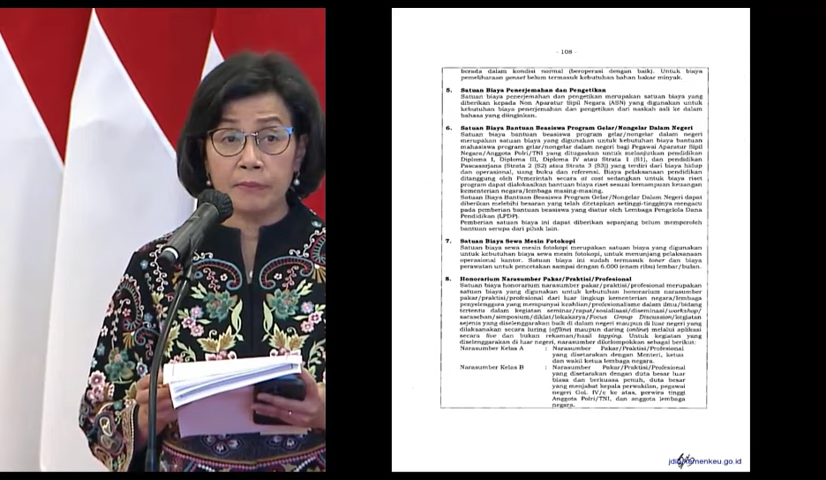 - 108 -
berada dalam kondisi normal (beroperasi dengan baik). Untuk biaya
pemeliharaan genset belum termasuk kebutuhan bahan bakar minyak.
5. Satuan Biaya Penerjemahan dan Pengetikan
Satuan biaya penerjemahan dan pengetikan merupakan satuan biaya yang
diberikan kepada Non Aparatur Sipil Negara (ASN) yang digunakan untuk
kebutuhan biaya penerjemahan dan pengetikan dari naskah asli ke dalam
bahasa yang diinginkan.
6. Satuan Biaya Bantuan Beasiswa Program Gelar/Nongelar Dalam Negeri
Satuan biaya bantuan beasiswa program gelar/nongelar dalam negeri
merupakan satuan biaya yang digunakan untuk kebutuhan biaya bantuan
mahasiswa program gelar/nongelar dalam negeri bagi Pegawai Aparatur Sipil
Negara/Anggota Polri/TNI yang ditugaskan untuk melanjutkan pendidikan
Diploma I, Diploma III, Diploma IV atau Strata 1 (S1), dan pendidikan
Pascasarjana (Strata 2 (S2) atau Strata 3 (S3)) yang terdiri dari biaya hidup
dan operasional, uang buku dan referensi. Biaya pelaksanaan pendidikan
ditanggung oleh Pemerintah secara at cost sedangkan untuk biaya riset
program dapat dialokasikan bantuan biaya riset sesuai kemampuan keuangan
kementerian negara/lembaga masing-masing.
Satuan Biaya Bantuan Beasiswa Program Gelar/Nongelar Dalam Negeri dapat
diberikan melebihi besaran yang telah ditetapkan setinggi-tingginya mengacu
pada pemberian bantuan beasiswa yang diatur oleh Lembaga Pengelola Dana
Pendidikan (LPDP).
Pemberian satuan biaya ini dapat diberikan sepanjang belum memperoleh
bantuan serupa dari pihak lain.
7. Satuan Biaya Sewa Mesin Fotokopi
Satuan biaya sewa mesin fotokopi merupakan satuan biaya yang digunakan
untuk kebutuhan biaya sewa mesin fotokopi, untuk menunjang pelaksanaan
operasional kantor. Satuan biaya ini sudah termasuk toner dan biaya
perawatan untuk pencetakan sampai dengan 6.000 (enam ribu) lembar/bulan.
8. Honorarium Narasumber Pakar/Praktisi/Profesional
Satuan biaya honorarium narasumber pakar/praktisi/profesional merupakan
satuan biaya yang digunakan untuk kebutuhan honorarium narasumber
pakar/praktisi/profesional dari luar lingkup kementerian negara/lembaga
penyelenggara yang mempunyai keahlian/profesionalisme dalam ilmu/bidang
tertentu dalam kegiatan seminar/rapat/sosialisasi/diseminasi/workshop/
sarasehan/simposium/diklat/lokakarya/Focus Group Discussion/kegiatan
sejenis yang diselenggarakan baik di dalam negeri maupun di luar negeri yang
dilaksanakan secara luring (offline) maupun daring (online) melalui aplikasi
secara live dan bukan rekaman/hasil tapping. Untuk kegiatan yang
diselenggarakan di luar negeri, narasumber dikelompokkan sebagai berikut:
Narasumber Kelas A : Narasumber Pakar/Praktisi/Profesional
yang disetarakan dengan Menteri, ketua
dan wakil ketua lembaga negara.
Narasumber Kelas B : Narasumber Pakar/Praktisi/Profesional
yang disetarakan dengan duta besar luar
biasa dan berkuasa penuh, duta besar
yang menjabat kepala perwakilan, pegawai
negeri Gol. IV/c ke atas, perwira tinggi
Anggota Polri/TNI, dan anggota lembaga
negara.